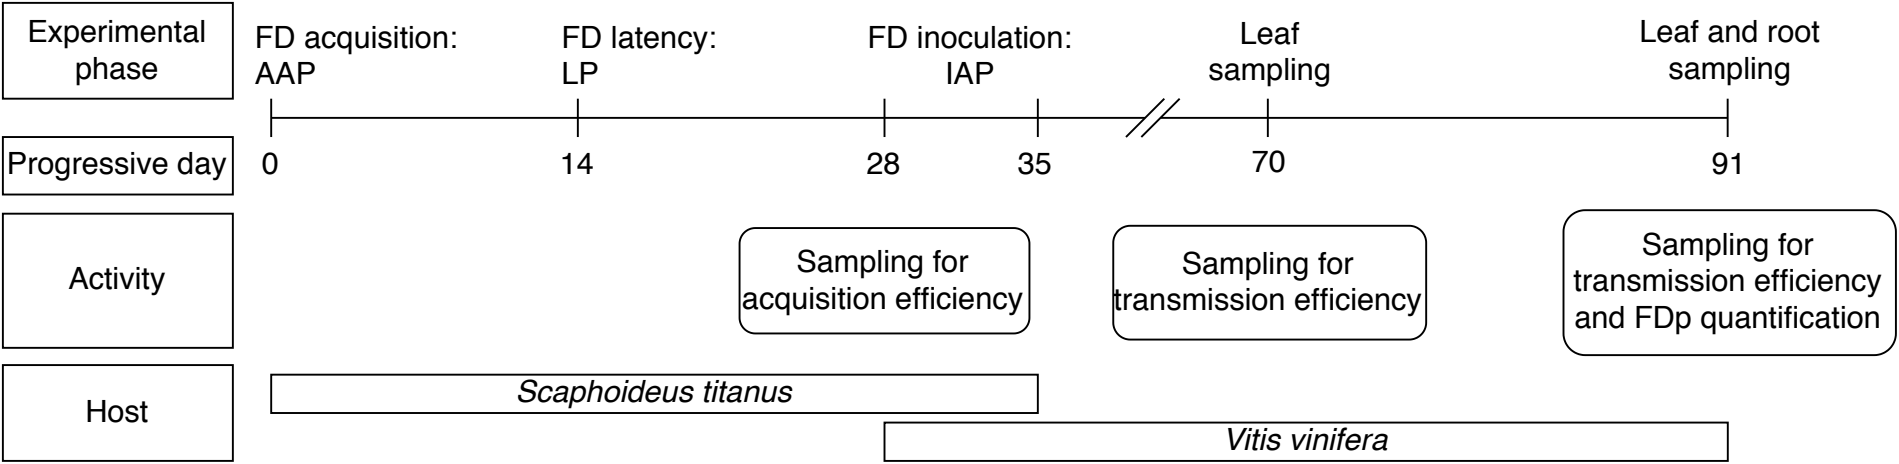 Experimental
phase
FD acquisition:
AAP
FD latency:
LP
FD inoculation:
IAP
Leaf
sampling
Leaf and root
sampling
Progressive day
0
14
28
35
70
91
Activity
Sampling for
acquisition efficiency
Sampling for
transmission efficiency
Sampling for
transmission efficiency
and FDp quantification
Host
Scaphoideus titanus
Vitis vinifera